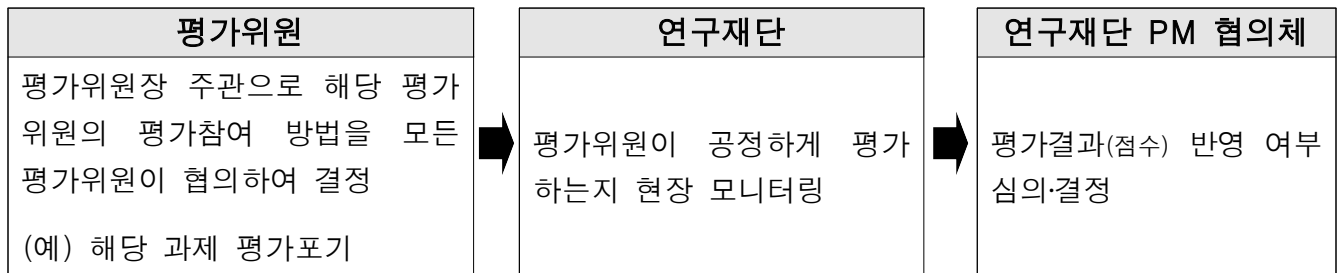 평가위원
평가위원장 주관으로 해당 평가
위원의 평가참여 방법을 모든
평가위원이 협의하여 결정
(예) 해당 과제 평가포기
연구재단
평가위원이 공정하게 평가
하는지 현장 모니터링
연구재단 PM 협의체
평가결과(점수) 반영 여부
심의·결정